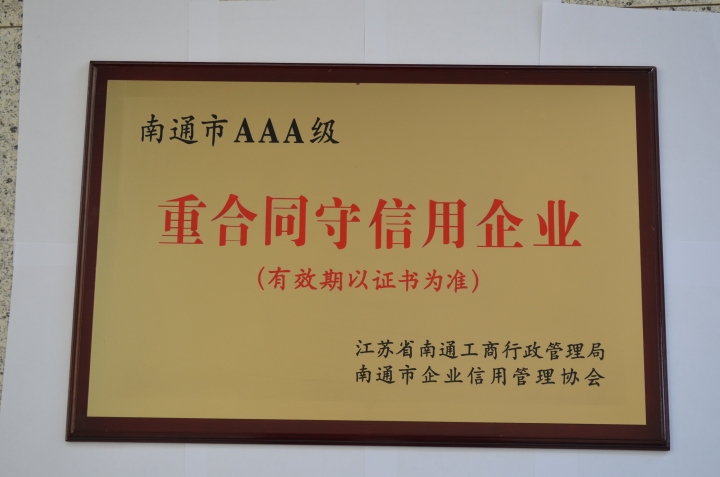 南通市AAA级
重合同守信用企业
(有效期以证书为准)
江苏省南通工商行政管理局
南通市企业信用管理协会